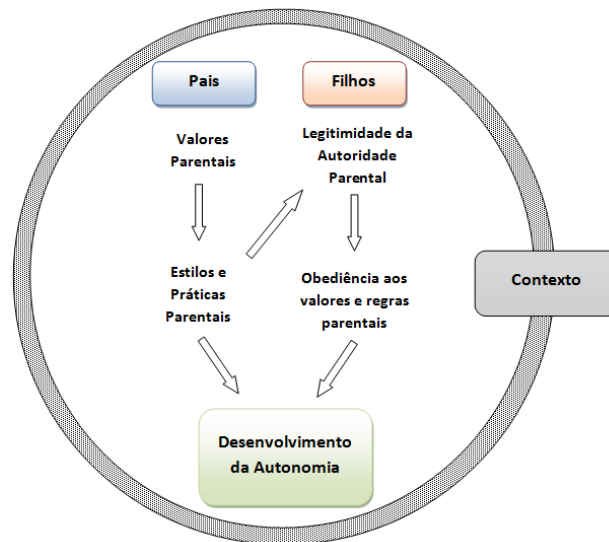 Pais
Filhos
Valores
Parentais
Legitimidade da
Autoridade
Parental
Estilos e
Práticas
Parentais
Obediência aos
valores e regras
parentais
Contexto
Desenvolvimento
da Autonomia